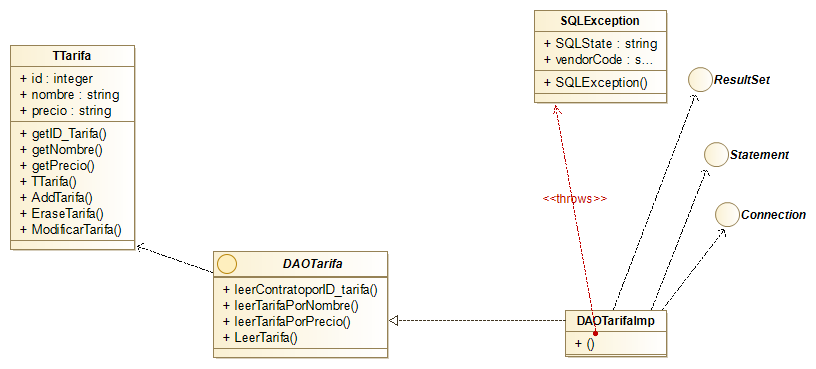 TTarifa
+ id : integer
+ nombre : string
+ precio : string
+ getID_Tarifa()
+ getNombre()
+ getPrecio()
+ TTarifa()
+ AddTarifa()
+ EraseTarifa()
+ ModificarTarifa()
DAOTarifa
+ leerContratoporID_tarifa()
+ leerTarifaPorNombre()
+ leerTarifaPorPrecio()
+ LeerTarifa()
SQLException
+ SQLState : string
+ vendorCode : s...
+ SQLException()
<<throws>>
ResultSet
Statement
Connection
DAOTarifaImp
+ ()